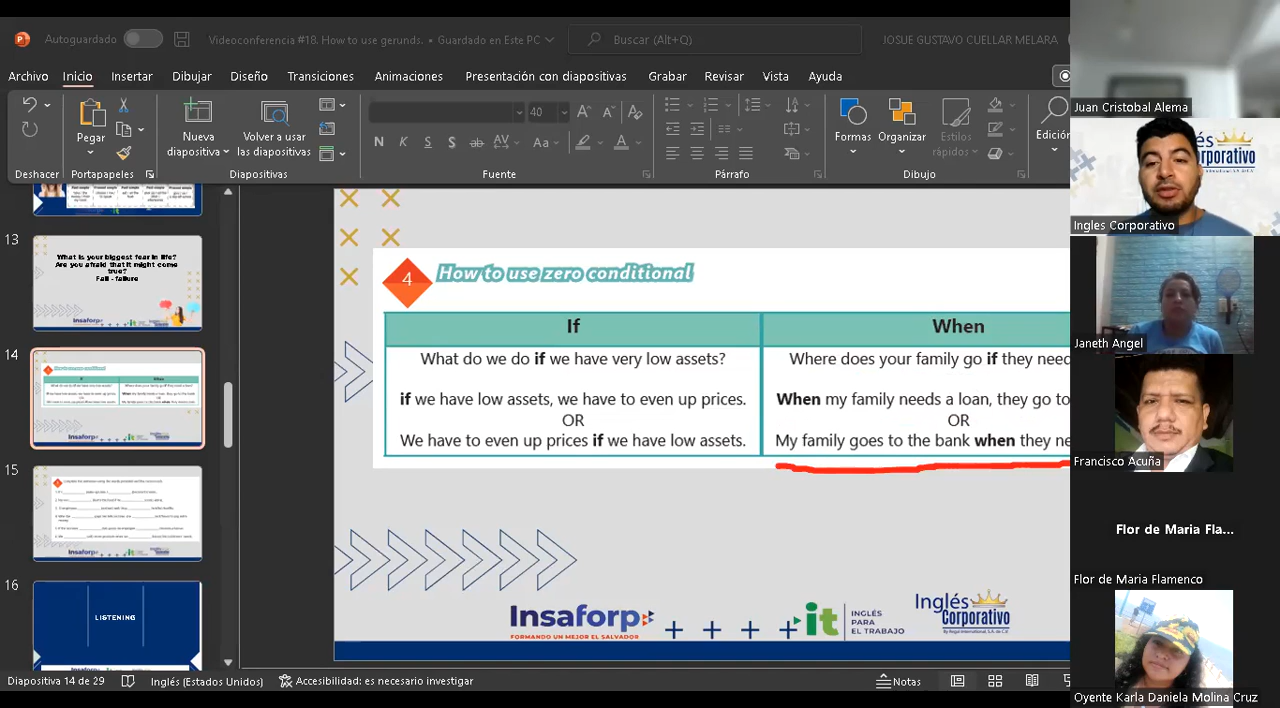 Autoguardado
Videoconferencia #18. How to use gerunds. • Guardado en Este PC
Buscar (Alt+Q)
JOSUE GUSTAVO CUELLAR MELARA
Archivo Inicio Insertar Dibujar Diseño Transiciones Animaciones Presentación con diapositivas Grabar Revisar Vista Ayuda
Pegar
Nueva diapositiva
Volver a usar las diapositivas
40
N K S S ab AV Aa A
Formas Organizar Estilos rápidos Edición
Deshacer Portapapeles Diapositivas Fuente Párrafo Dibujo
13
What is your biggest fear in life?
Are you afraid that it might come
true?
Fail - failure
14
15
16
LISTENING
4
How to use zero conditional
If
When
What do we do if we have very low assets?
Where does your family go if they need
if we have low assets, we have to even up prices.
When my family needs a loan, they go to
OR
OR
We have to even up prices if we have low assets.
My family goes to the bank when they ne
Insaforp
FORMANDO UN MEJOR EL SALVADOR
it
INGLÉS
PARA
EL TRABAJO
Inglés
Corporativo
Diapositiva 14 de 29
Inglés (Estados Unidos)
Accesibilidad: es necesario investigar
Notas
Juan Cristobal Alema
Ingles Corporativo
Janeth Angel
Francisco Acuña
Flor de Maria Fla...
Flor de Maria Flamenco
Oyente Karla Daniela Molina Cruz